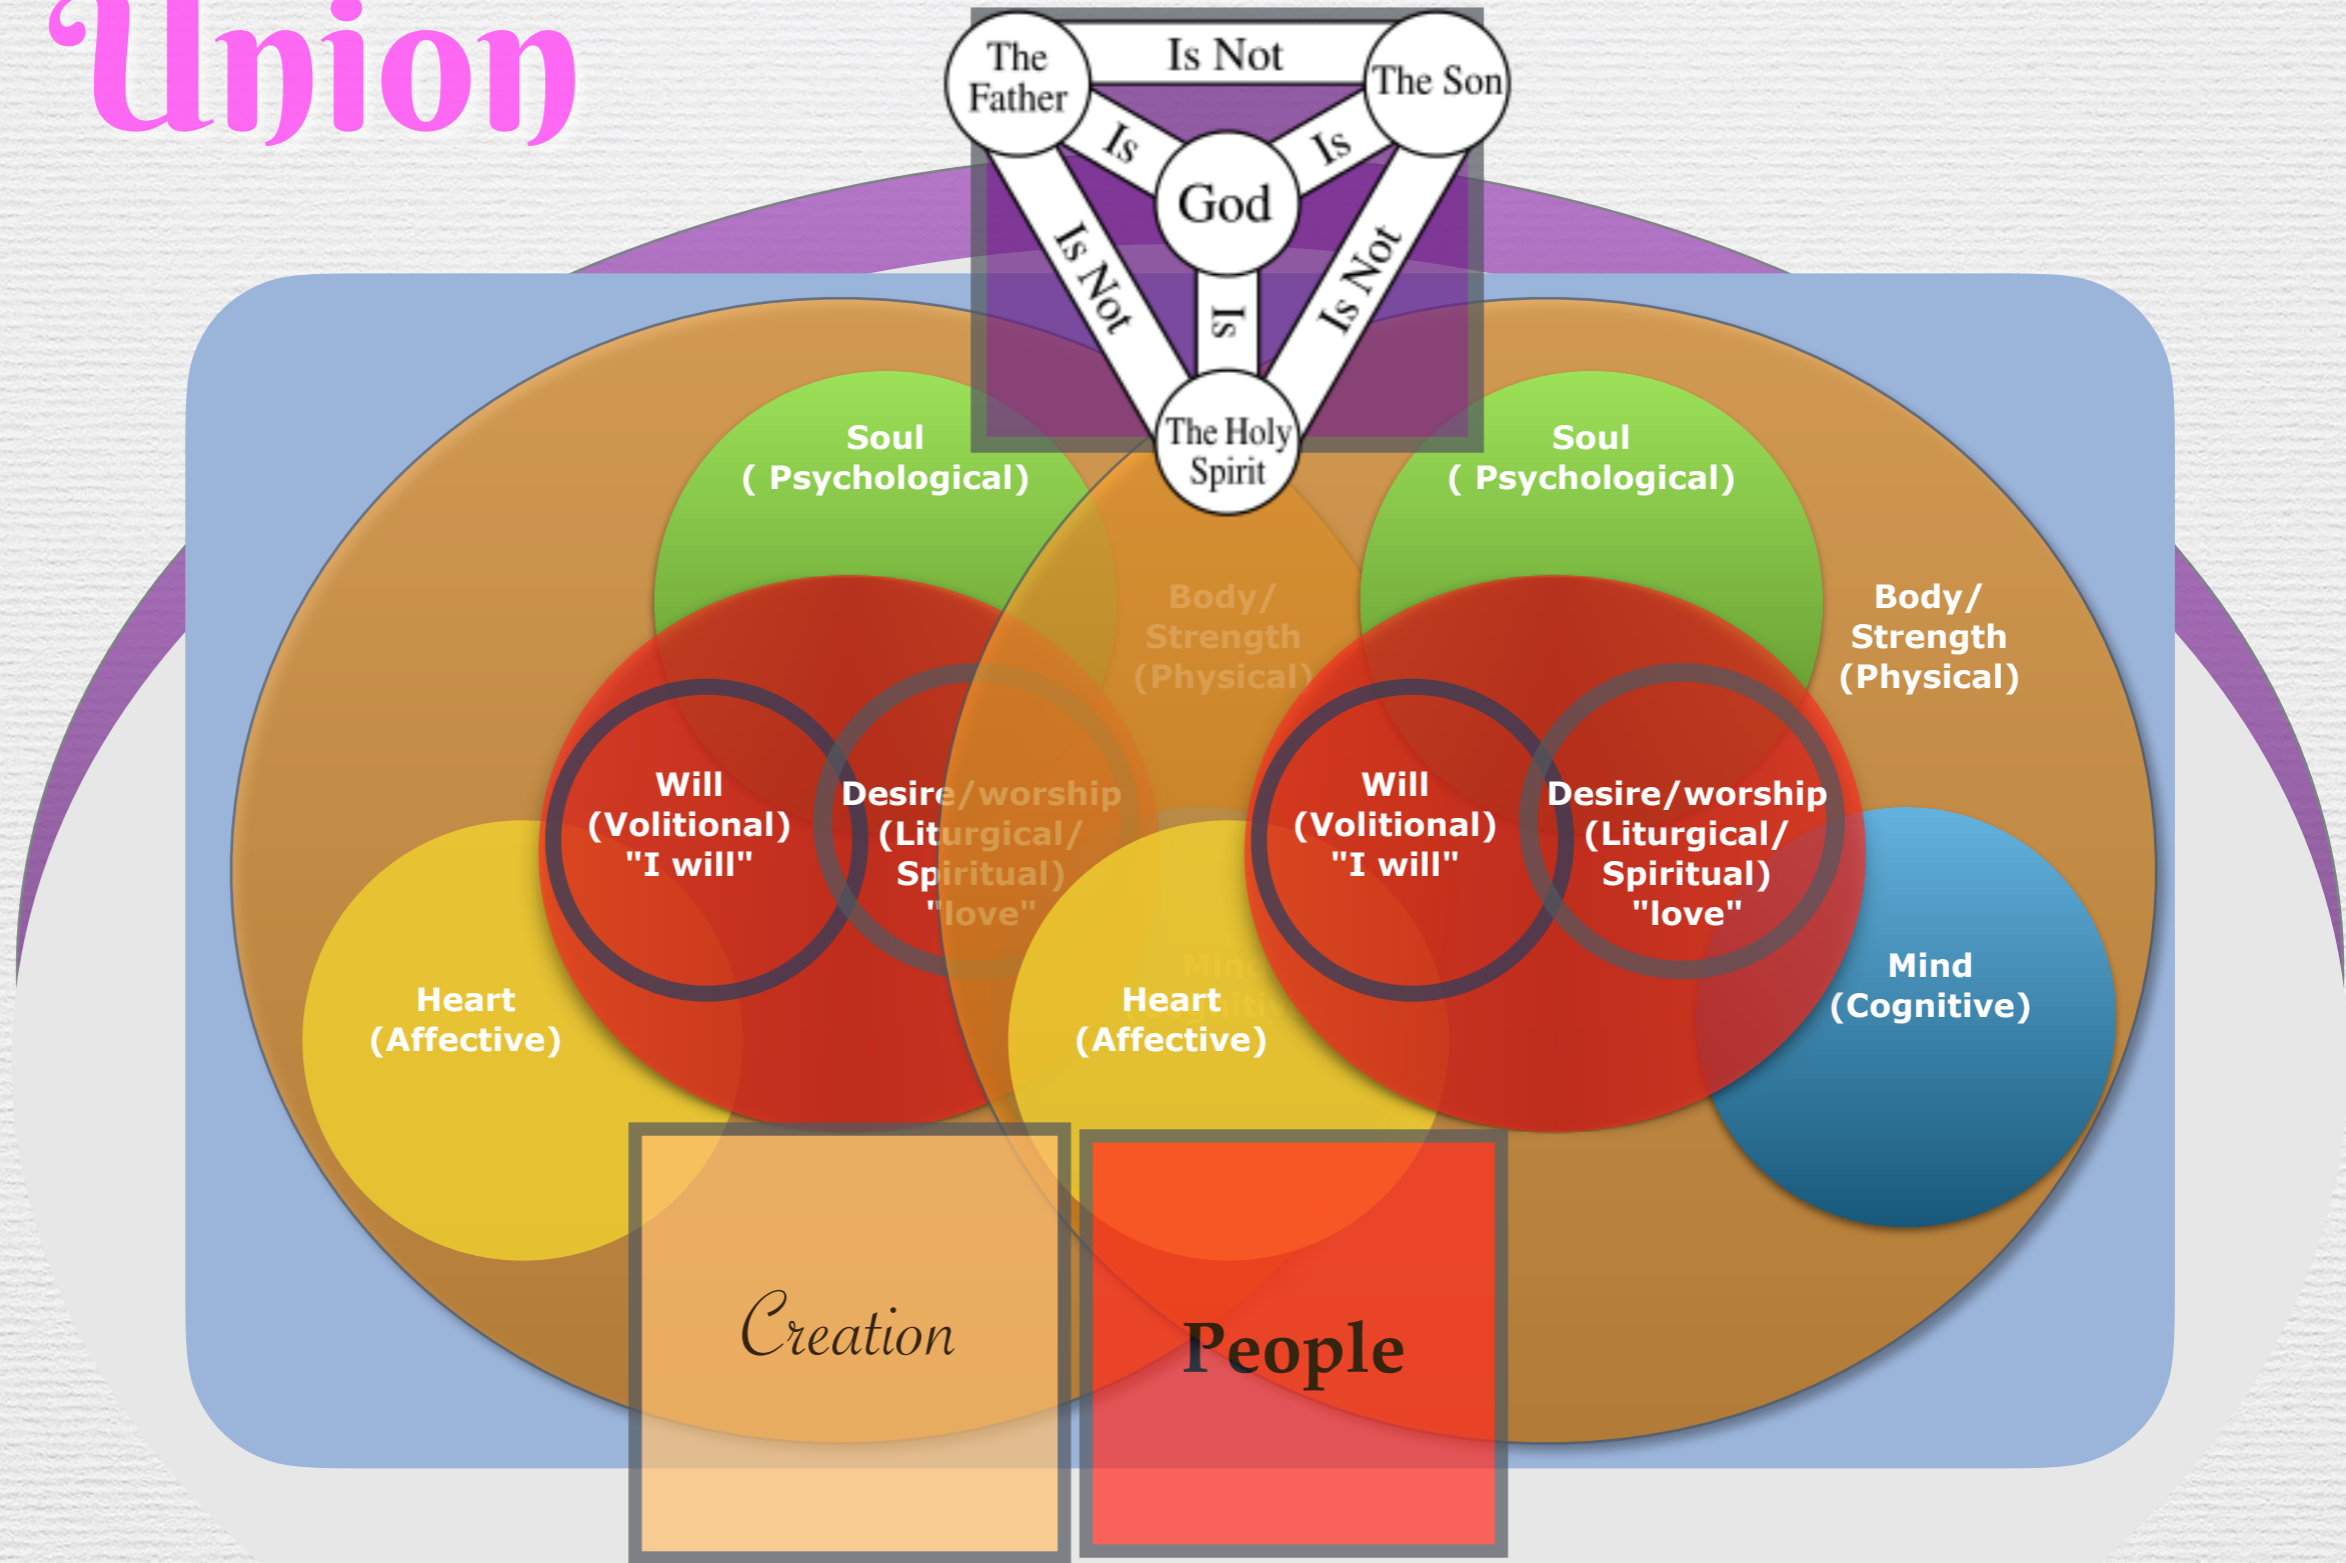 Union
The
Father
Is Not
The Son
Is
Is
God
Is Not
Is Not
Is
The Holy
Spirit
Soul
( Psychological)
Soul
( Psychological)
Body/
Strength
(Physical)
Body/
Strength
(Physical)
Will
(Volitional)
"I will"
Desire/worship
(Liturgical/
Spiritual)
"love"
Will
(Volitional)
"I will"
Desire/worship
(Liturgical/
Spiritual)
"love"
Heart
(Affective)
Mind
Heart
(Affective)
Mind
(Cognitive)
Creation
People